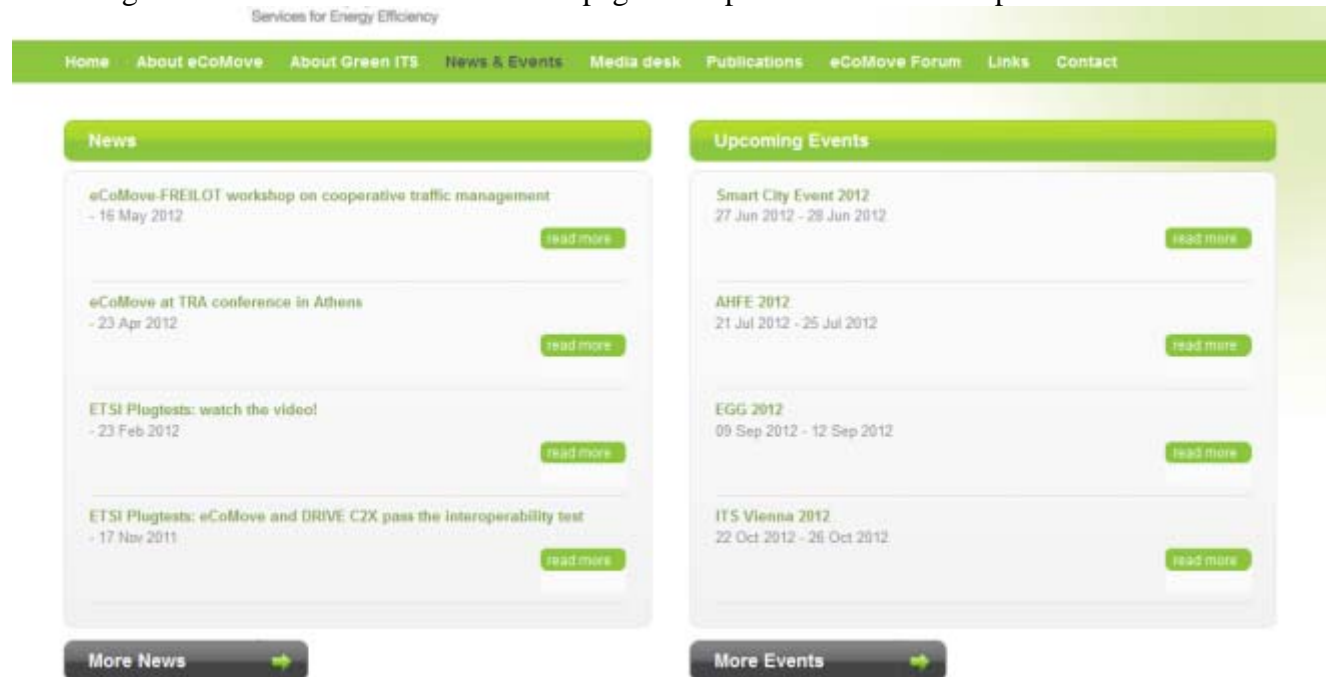 Services for Energy Efficiency
Home About eCoMove About Green ITS News & Events Media desk Publications eCoMove Forum Links Contact
News
eCoMove-FREILOT workshop on cooperative traffic management
- 16 May 2012
read more
eCoMove at TRA conference in Athens
- 23 Apr 2012
read more
ETSI Plugtests: watch the video!
- 23 Feb 2012
read more
ETSI Plugtests: eCoMove and DRIVE C2X pass the interoperability test
- 17 Nov 2011
read more
More News
Upcoming Events
Smart City Event 2012
27 Jun 2012 - 28 Jun 2012
read more
AHFE 2012
21 Jul 2012 - 25 Jul 2012
read more
EGG 2012
09 Sep 2012 - 12 Sep 2012
read more
ITS Vienna 2012
22 Oct 2012 - 26 Oct 2012
read more
More Events